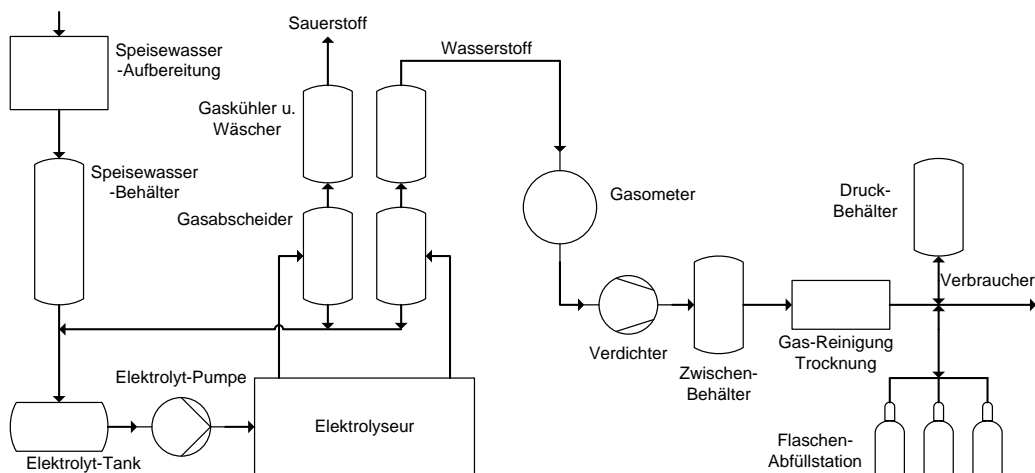 Sauerstoff
Speisewasser
-Aufbereitung
Wasserstoff
Gaskühler u.
Wäscher
Speisewasser
-Behälter
Gasabscheider
Gasometer
Druck-
Behälter
Verbraucher
Verdichter
Gas-Reinigung
Trocknung
Zwischen-
Behälter
Elektrolyt-Pumpe
Elektrolyseur
Elektrolyt-Tank
Flaschen-
Abfüllstation